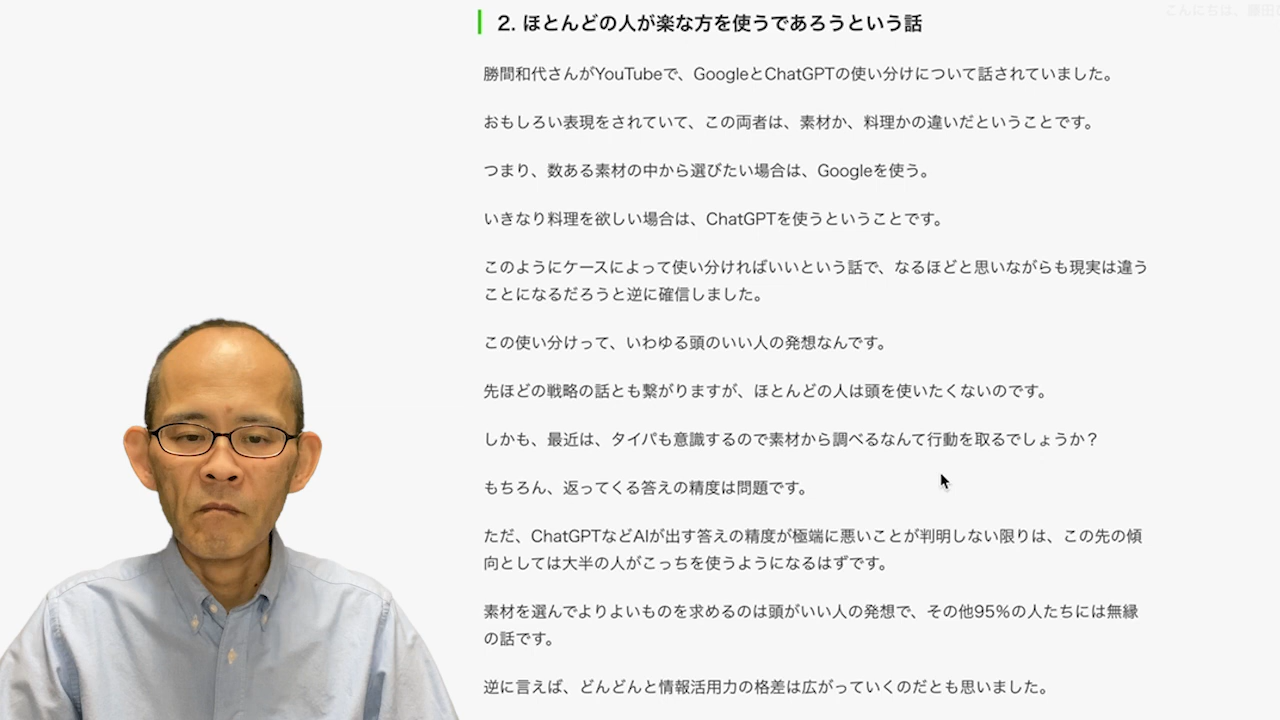 こんにちは、
2. ほとんどの人が楽な方を使うであろうという話
勝間和代さんがYouTubeで、GoogleとChatGPTの使い分けについて話されていました。
おもしろい表現をされていて、この両者は、素材か、料理かの違いだということです。
つまり、数ある素材の中から選びたい場合は、Googleを使う。
いきなり料理を欲しい場合は、ChatGPTを使うということです。
このようにケースによって使い分ければいいという話で、なるほどと思いながらも現実は違う
ことになるだろうと逆に確信しました。
この使い分けって、いわゆる頭のいい人の発想なんです。
先ほどの戦略の話とも繋がりますが、ほとんどの人は頭を使いたくないのです。
しかも、最近は、タイパも意識するので素材から調べるなんて行動を取るでしょうか？
もちろん、返ってくる答えの精度は問題です。
ただ、ChatGPTなどAIが出す答えの精度が極端に悪いことが判明しない限りは、この先の傾
向としては大半の人がこっちを使うようになるはずです。
素材を選んでよりよいものを求めるのは頭がいい人の発想で、その他95%の人たちには無縁
の話です。
逆に言えば、どんどんと情報活用力の格差は広がっていくのだとも思いました。